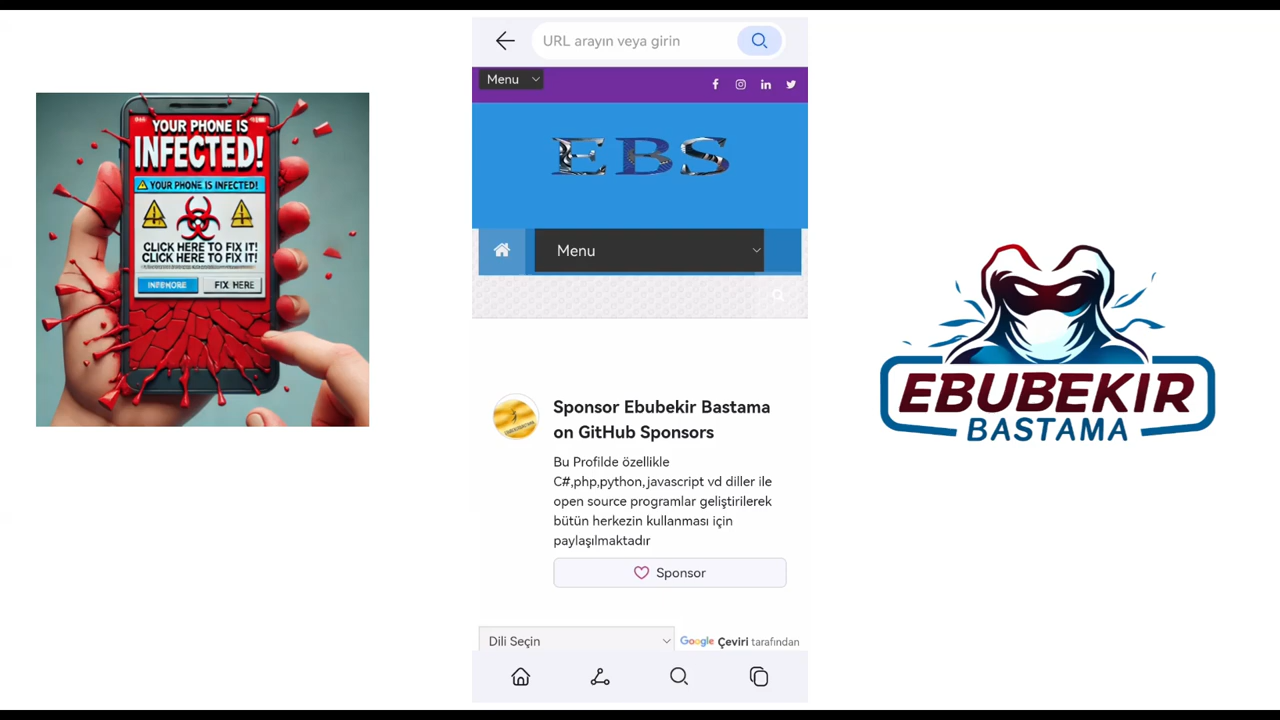 YOUR PHONE IS
INFECTED!
YOUR PHONE IS INFECTED!
CLICK HERE TO FIX IT!
CLICK HERE TO FIX IT!
INFEMORE FIX HERE
URL arayın veya girin
Menu
EBS
Menu
Sponsor Ebubekir Bastama
on GitHub Sponsors
Bu Profilde özellikle
C#,php,python,javascript vd diller ile
open source programlar geliştirilerek
bütün herkezin kullanması için
paylaşılmaktadır
Sponsor
Dili Seçin
Google Çeviri tarafından
EBUBEKIR
BASTAMA